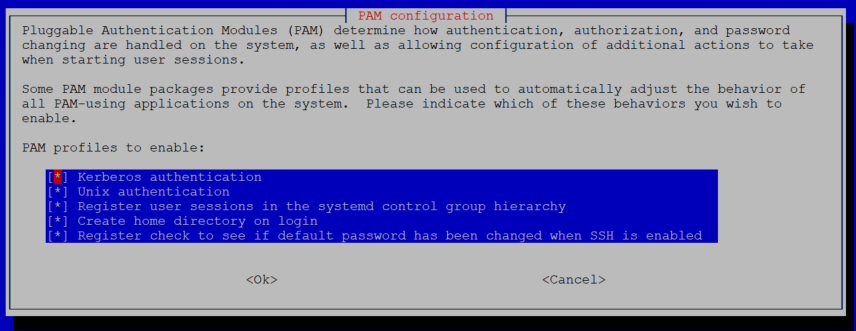 PAM configuration
Pluggable Authentication Modules (PAM) determine how authentication, authorization, and password
changing are handled on the system, as well as allowing configuration of additional actions to take
when starting user sessions.
Some PAM module packages provide profiles that can be used to automatically adjust the behavior of
all PAM-using applications on the system.  Please indicate which of these behaviors you wish to
enable.
PAM profiles to enable:
[*] Kerberos authentication
[*] Unix authentication
[*] Register user sessions in the systemd control group hierarchy
[*] Create home directory on login
[*] Register check to see if default password has been changed when SSH is enabled
<Ok> <Cancel>